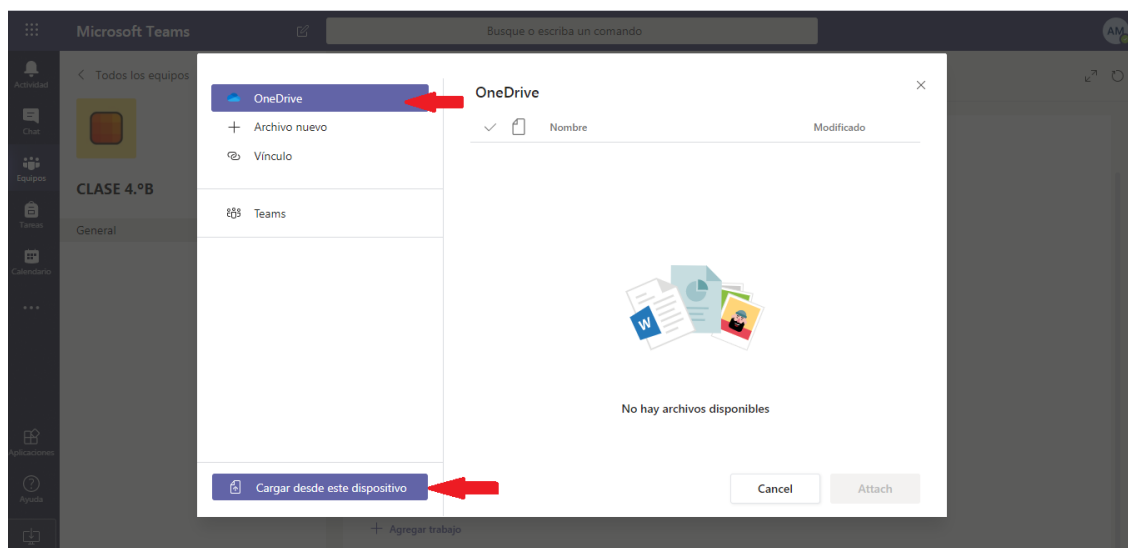 Microsoft Teams
Busque o escriba un comando
AM
Actividad
Chat
Equipos
Tareas
Calendario
Aplicaciones
Ayuda
Todos los equipos
CLASE 4.ºB
General
OneDrive
Archivo nuevo
Vínculo
Teams
Cargar desde este dispositivo
OneDrive
Nombre Modificado
W
No hay archivos disponibles
Cancel Attach
Agregar trabajo